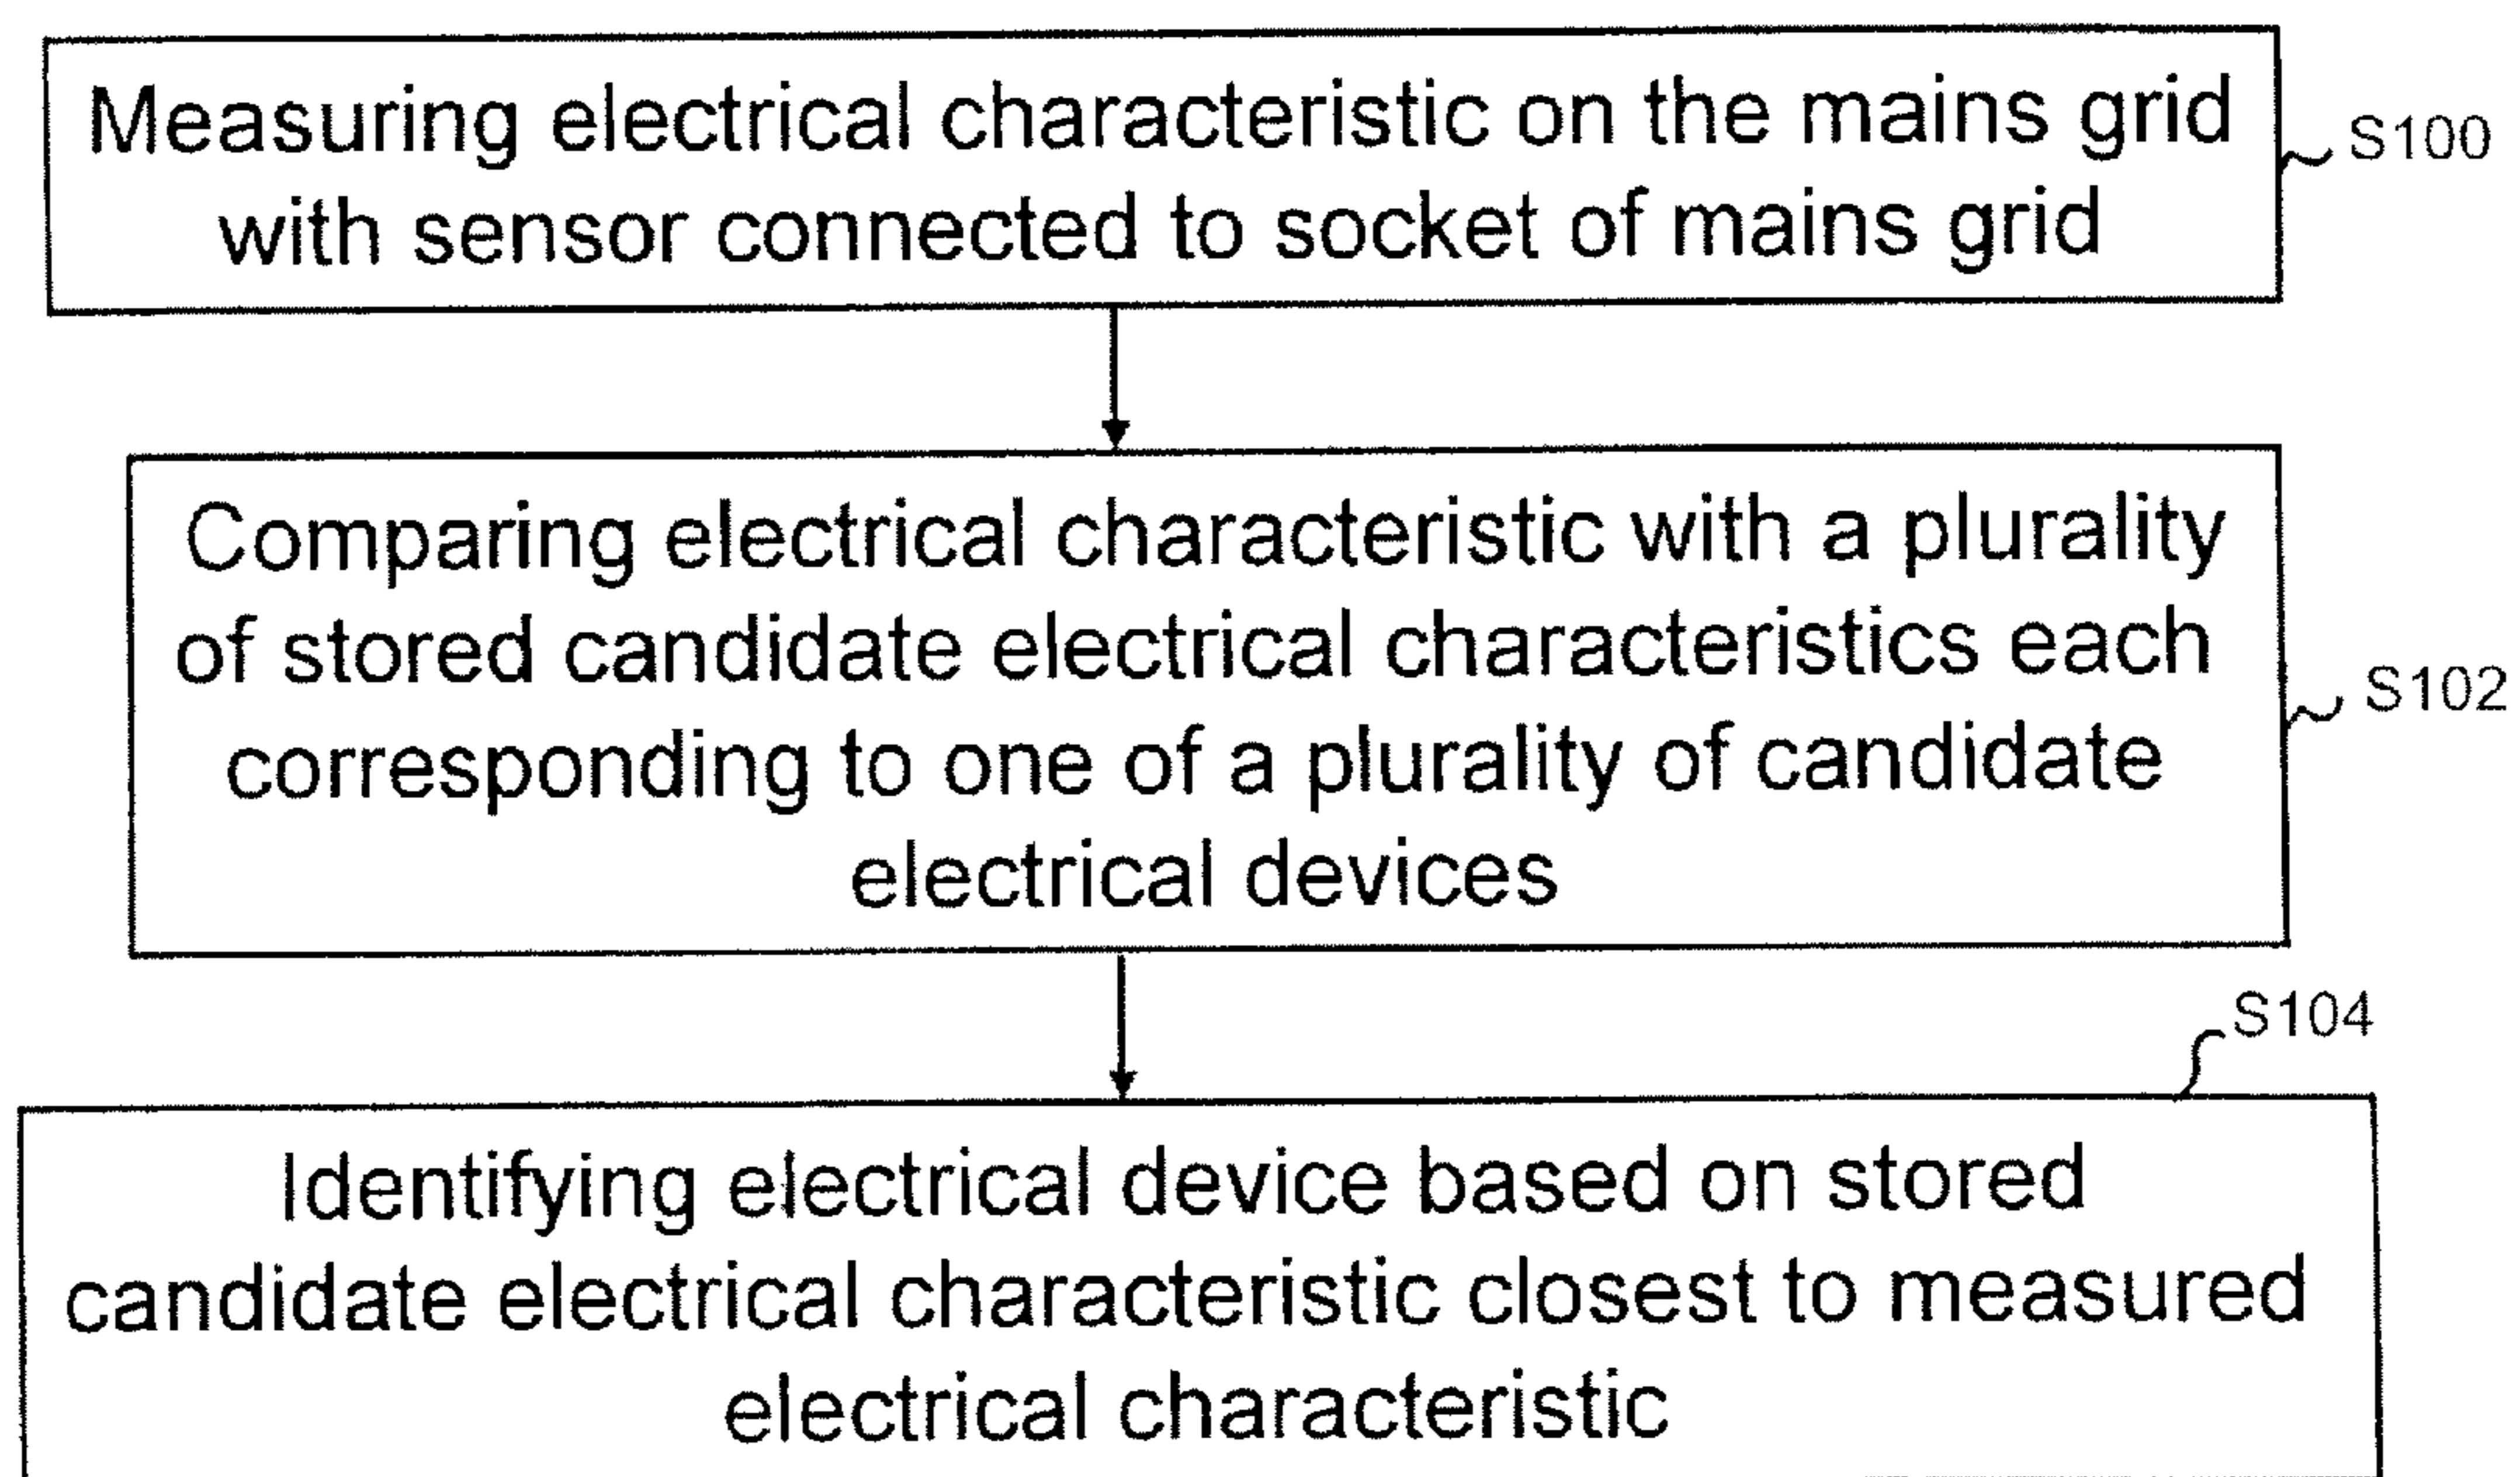 Measuring electrical characteristic on the mains grid
with sensor connected to socket of mains grid
S100
Comparing electrical characteristic with a plurality
of stored candidate electrical characteristics each
corresponding to one of a plurality of candidate
electrical devices
S102
S104
Identifying electrical device based on stored
candidate electrical characteristic closest to measured
electrical characteristic